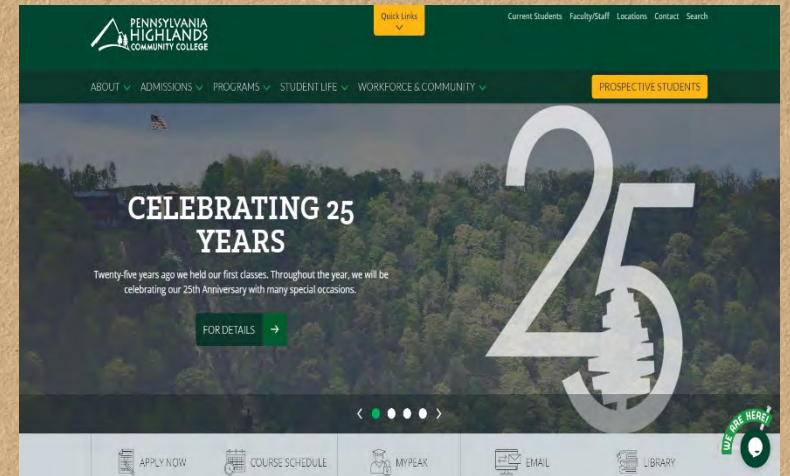 PENNSYLVANIA
HIGHLANDS
COMMUNITY COLLEGE
Quick Links
Current Students Faculty/Staff Locations Contact Search
ABOUT ADMISSIONS PROGRAMS STUDENT LIFE WORKFORCE & COMMUNITY
PROSPECTIVE STUDENTS
CELEBRATING 25
YEARS
Twenty-five years ago we held our first classes. Throughout the year, we will be
celebrating our 25th Anniversary with many special occasions.
FOR DETAILS
25
WE ARE HERE!
APPLY NOW COURSE SCHEDULE MYPEAK EMAIL LIBRARY